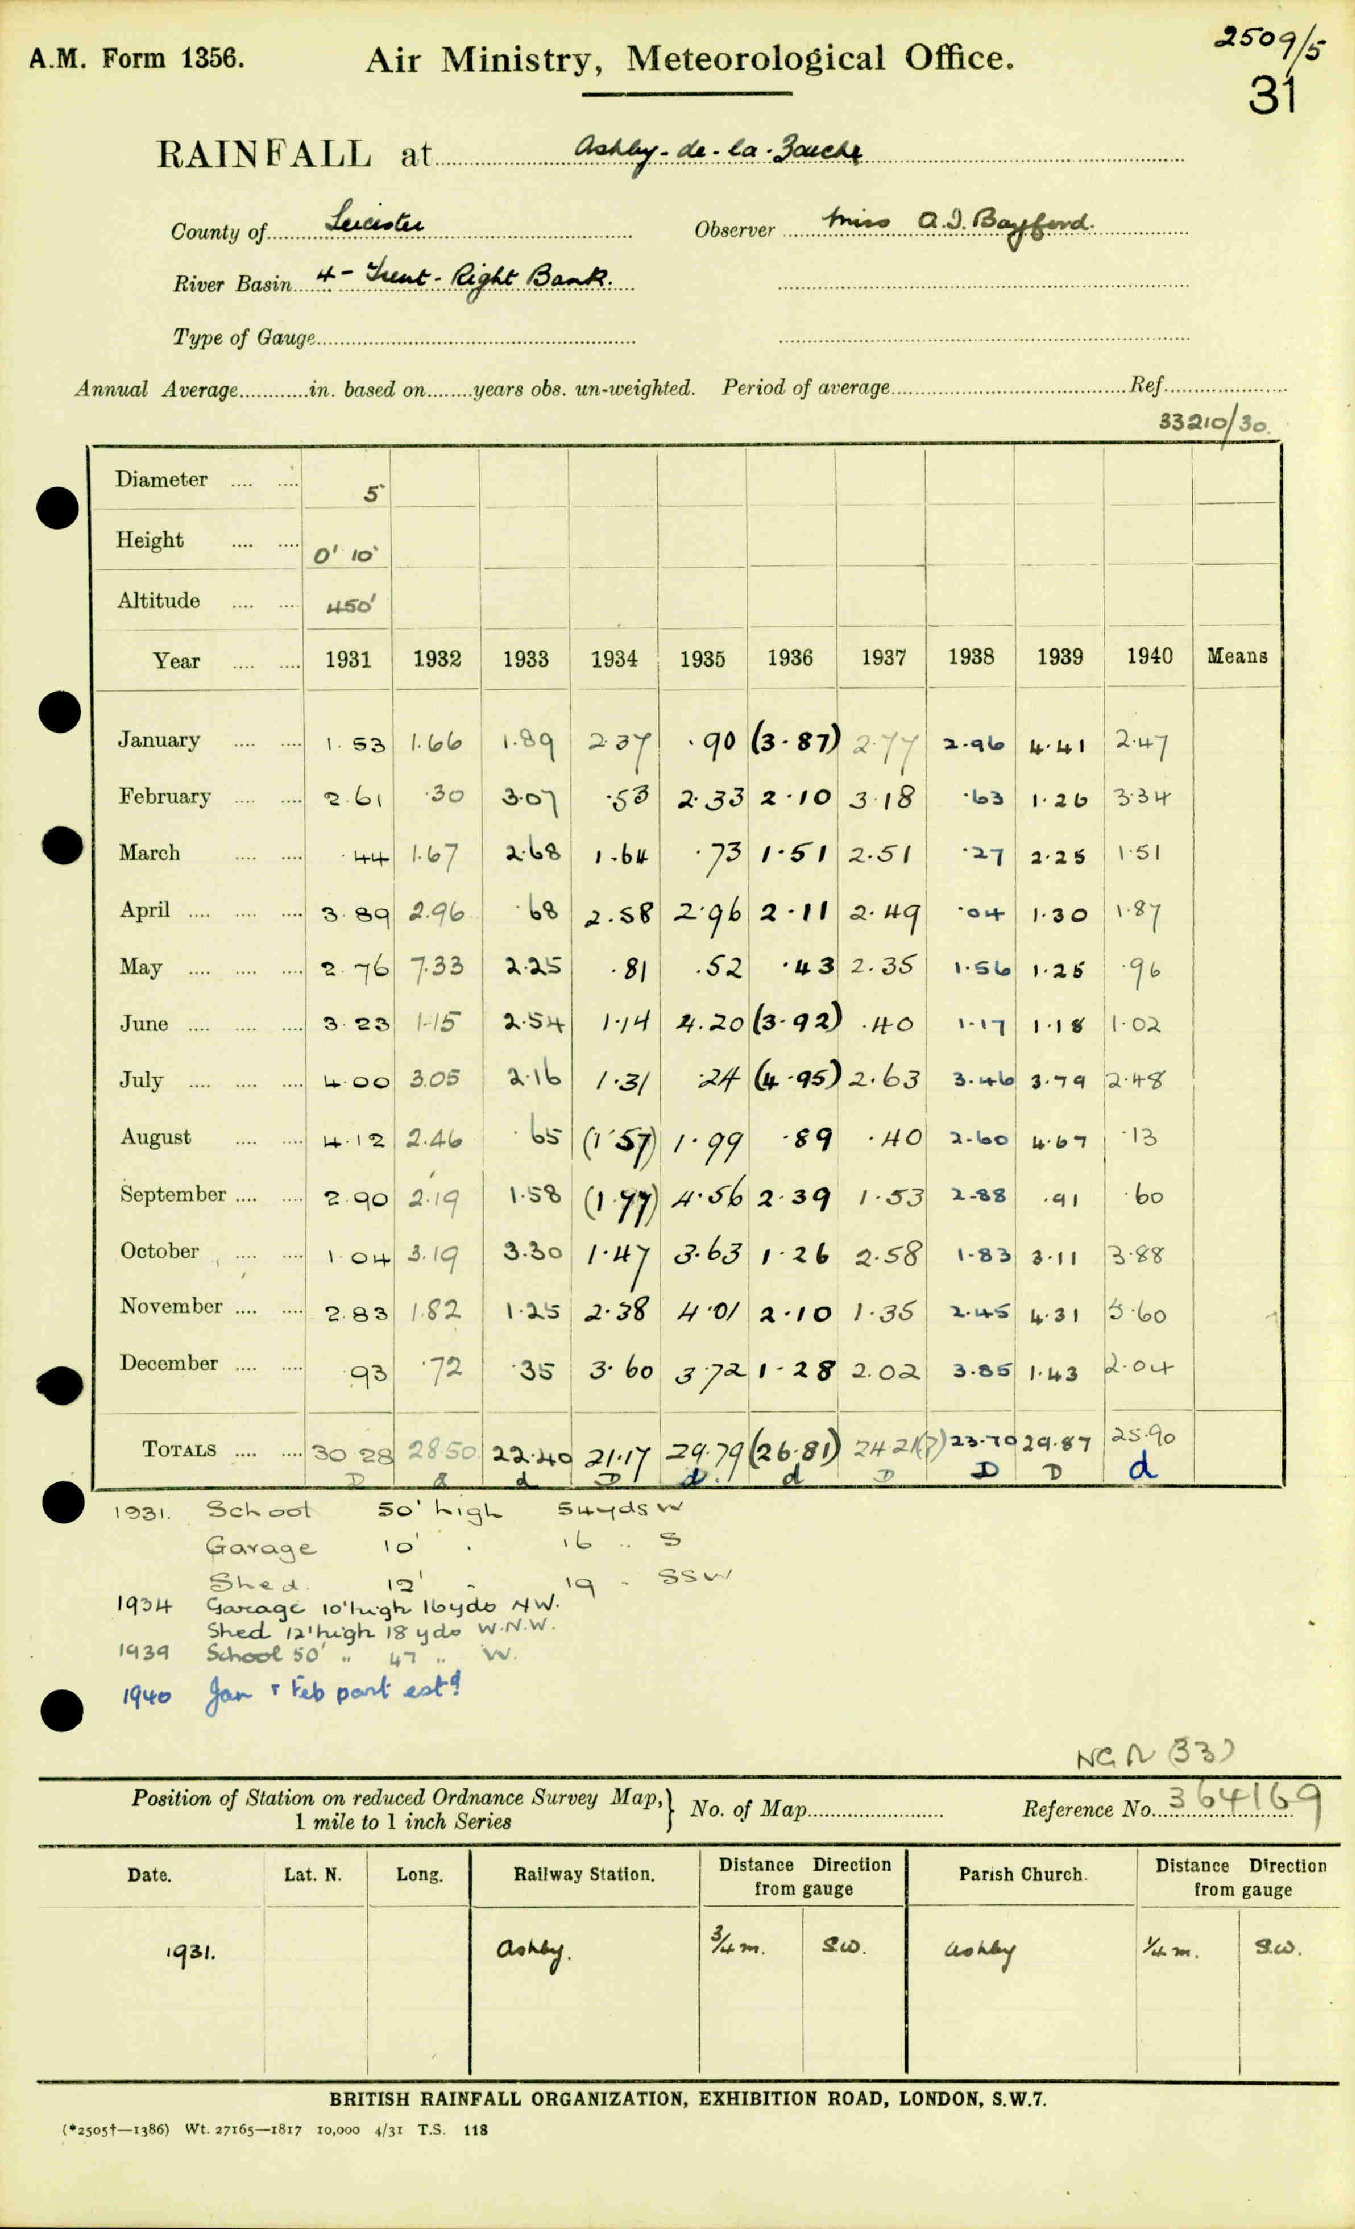 2509/5
A.M. Form 1356. Air Ministry, Meteorological Office. 31
RAINFALL at Ashby-de-la-Zouche
County of Leicester Observer Miss A.I. Bayford.
River Basin 4 - Trent - Right Bank.
Type of Gauge
Annual Average in. based on years obs. un-weighted. Period of average Ref.
33210/30.
Diameter 5
Height 0' 10"
Altitude 450'
Year 1931 1932 1933 1934 1935 1936 1937 1938 1939 1940 Means
January 1.53 1.66 1.89 2.37 .90 (3.87) 2.77 2.96 4.41 2.47
February 2.61 .30 3.07 .53 2.33 2.10 3.18 .63 1.26 3.34
March .44 1.67 2.68 1.64 .73 1.51 2.51 .27 2.25 1.51
April 3.89 2.96 .68 2.58 2.96 2.11 2.49 .04 1.30 1.87
May 2.76 7.33 2.25 .81 .52 .43 2.35 1.56 1.25 .96
June 3.23 1.15 2.54 1.14 4.20 (3.92) .40 1.17 1.18 1.02
July 4.00 3.05 2.16 1.31 .24 (4.95) 2.63 3.46 3.79 2.48
August 4.12 2.46 .65 (1.57) 1.99 .89 .40 2.60 4.67 .13
September 2.90 2.19 1.58 (1.77) 4.56 2.39 1.53 2.88 .91 .60
October 1.04 3.19 3.30 1.47 3.63 1.26 2.58 1.83 3.11 3.88
November 2.83 1.82 1.25 2.38 4.01 2.10 1.35 2.45 4.31 5.60
December .93 .72 .35 3.60 3.72 1.28 2.02 3.85 1.43 2.04
TOTALS 30.28 28.50 22.40 21.17 29.79 (26.81) 24.21(?) 23.70 29.87 25.90
D d D d. d D D D d
1931. School 50' high 54yds W
Garage 10' " 16 " S
Shed. 12' " 19 " SSW
1934 Garage 10' high 16yds NW.
Shed 12' high 18 yds W.N.W.
1939 School 50' " 47 " W.
1940 Jan & Feb part estd
NGR (33)
Position of Station on reduced Ordnance Survey Map, 1 mile to 1 inch Series } No. of Map Reference No. 364169
Date. Lat. N. Long. Railway Station. Distance Direction from gauge Parish Church. Distance Direction from gauge
1931. Ashby. ¾ m. S.W. Ashby ¼ m. S.W.
BRITISH RAINFALL ORGANIZATION, EXHIBITION ROAD, LONDON, S.W.7.
(*2505†—1386) Wt. 27165—1817 10,000 4/31 T.S. 118